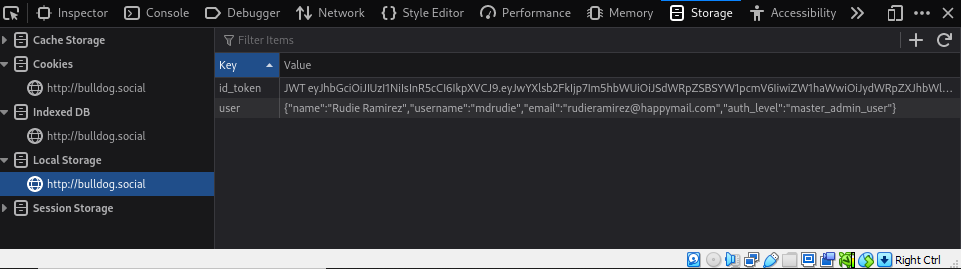 Inspector Console Debugger Network Style Editor Performance Memory Storage Accessibility
Cache Storage
Filter Items
Cookies
Key Value
http://bulldog.social
id_token JWT eyJhbGciOiJIUzI1NiIsInR5cCI6IkpXVCJ9.eyJwYXlsb2FkIjp7Im5hbWUiOiJSdWRpZSBSYW1pcmV6IiwiZW1haWwiOiJydWRpZXJhbWl...
Indexed DB
user {"name":"Rudie Ramirez","username":"mdrudie","email":"rudieramirez@happymail.com","auth_level":"master_admin_user"}
http://bulldog.social
Local Storage
http://bulldog.social
Session Storage
Right Ctrl